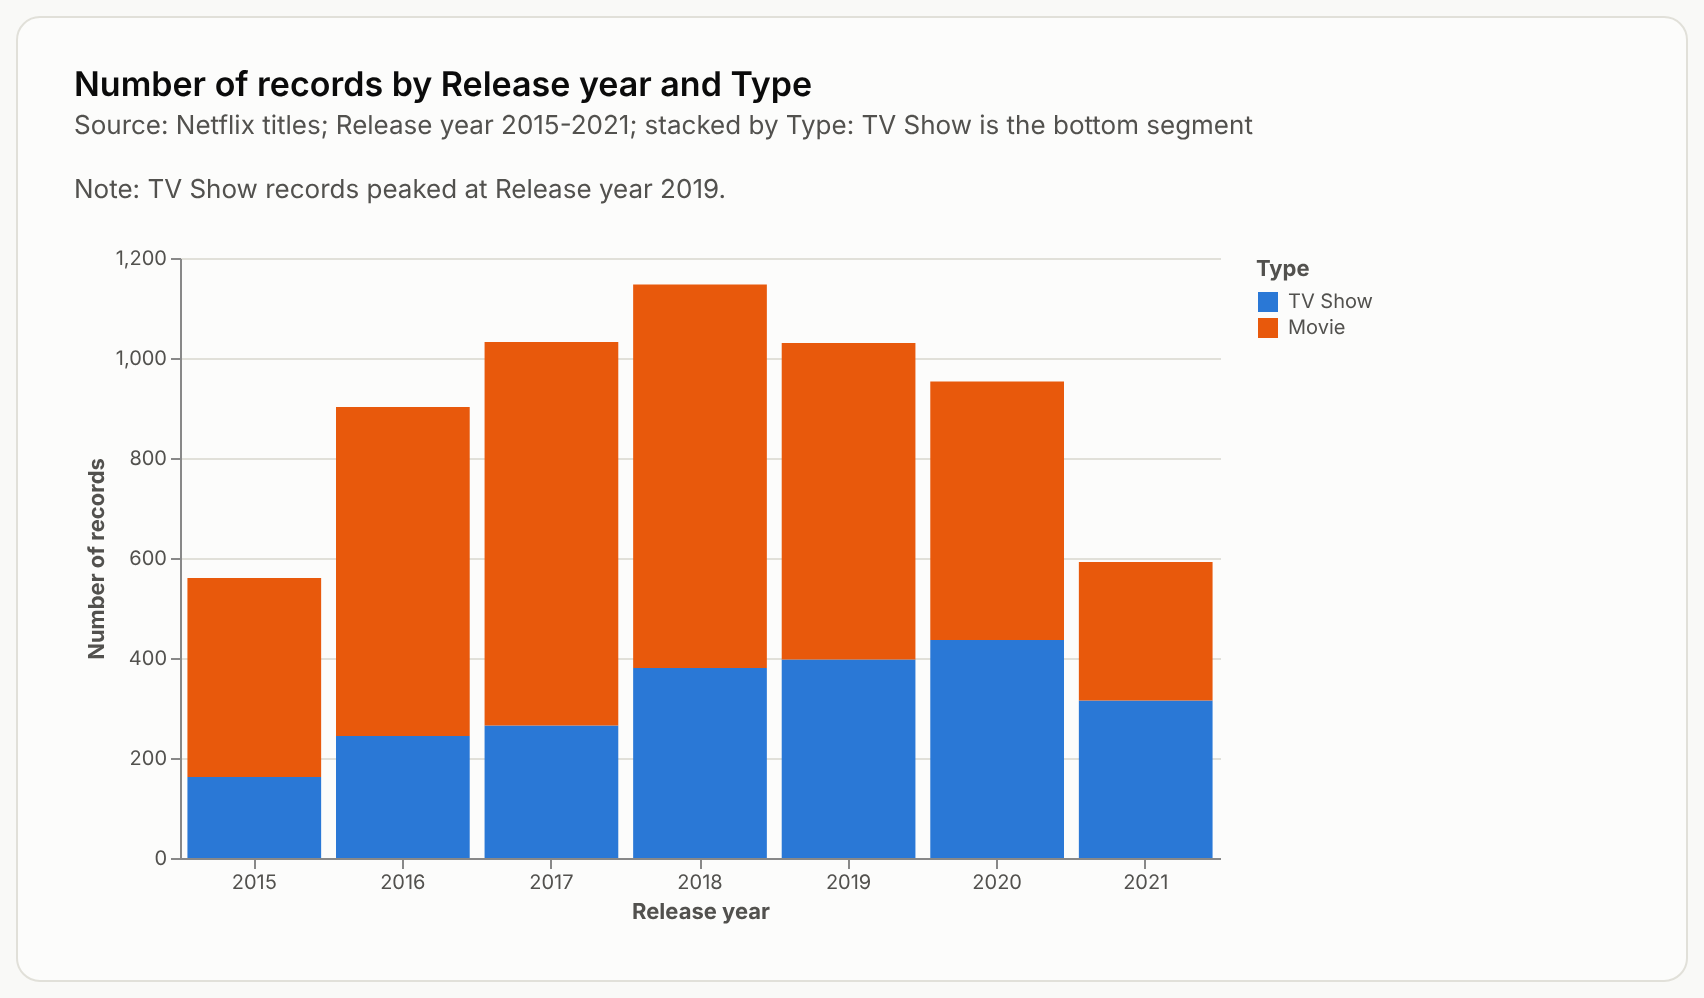 Number of records by Release year and Type
Source: Netflix titles; Release year 2015-2021; stacked by Type: TV Show is the bottom segment
Note: TV Show records peaked at Release year 2019.
1,200
1,000
800
600
400
200
0
Number of records
2015 2016 2017 2018 2019 2020 2021
Release year
Type
TV Show
Movie